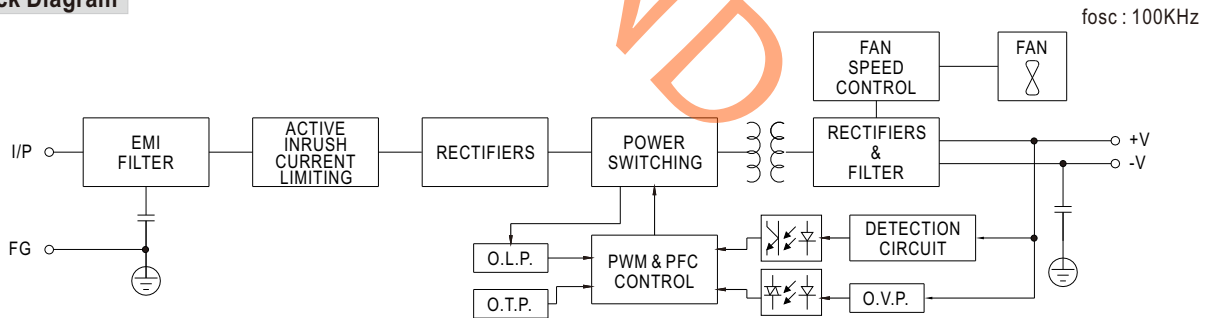 Diagram
fosc : 100KHz
FAN
SPEED
CONTROL
FAN
I/P
EMI
FILTER
ACTIVE
INRUSH
CURRENT
LIMITING
RECTIFIERS
POWER
SWITCHING
RECTIFIERS
&
FILTER
+V
-V
FG
O.L.P.
PWM & PFC
CONTROL
DETECTION
CIRCUIT
O.T.P.
O.V.P.